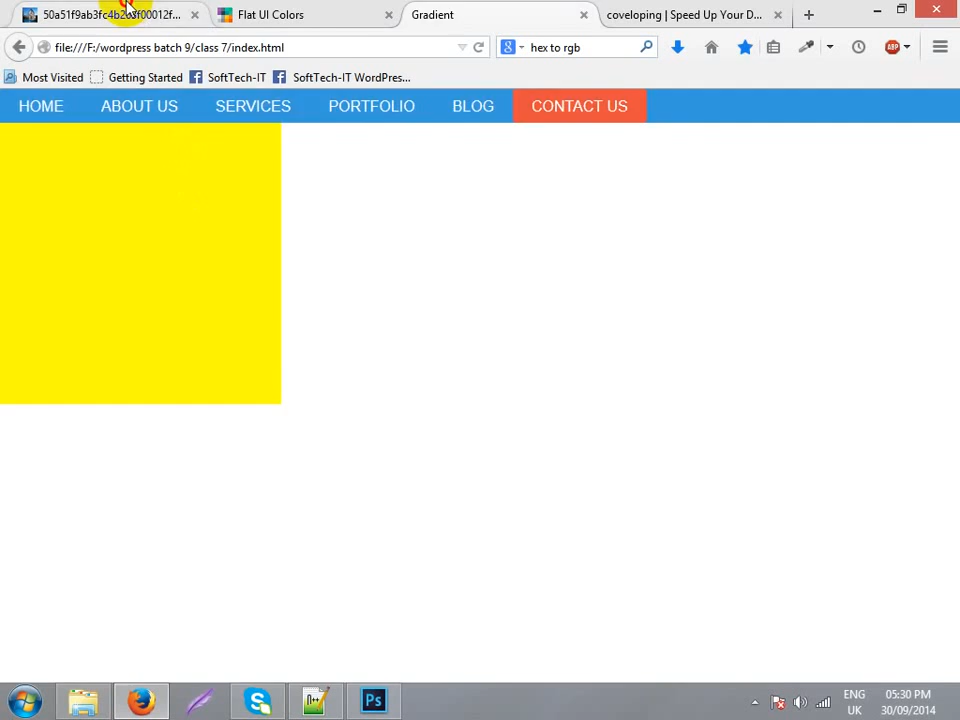 50a51f9ab3fc4b2... Flat UI Colors Gradient coveloping | Speed Up Your D...
file:///F:/wordpress batch 9/class 7/index.html hex to rgb ABP
Most Visited Getting Started SoftTech-IT SoftTech-IT WordPres...
HOME ABOUT US SERVICES PORTFOLIO BLOG CONTACT US
ENG 05:30 PM
UK 30/09/2014